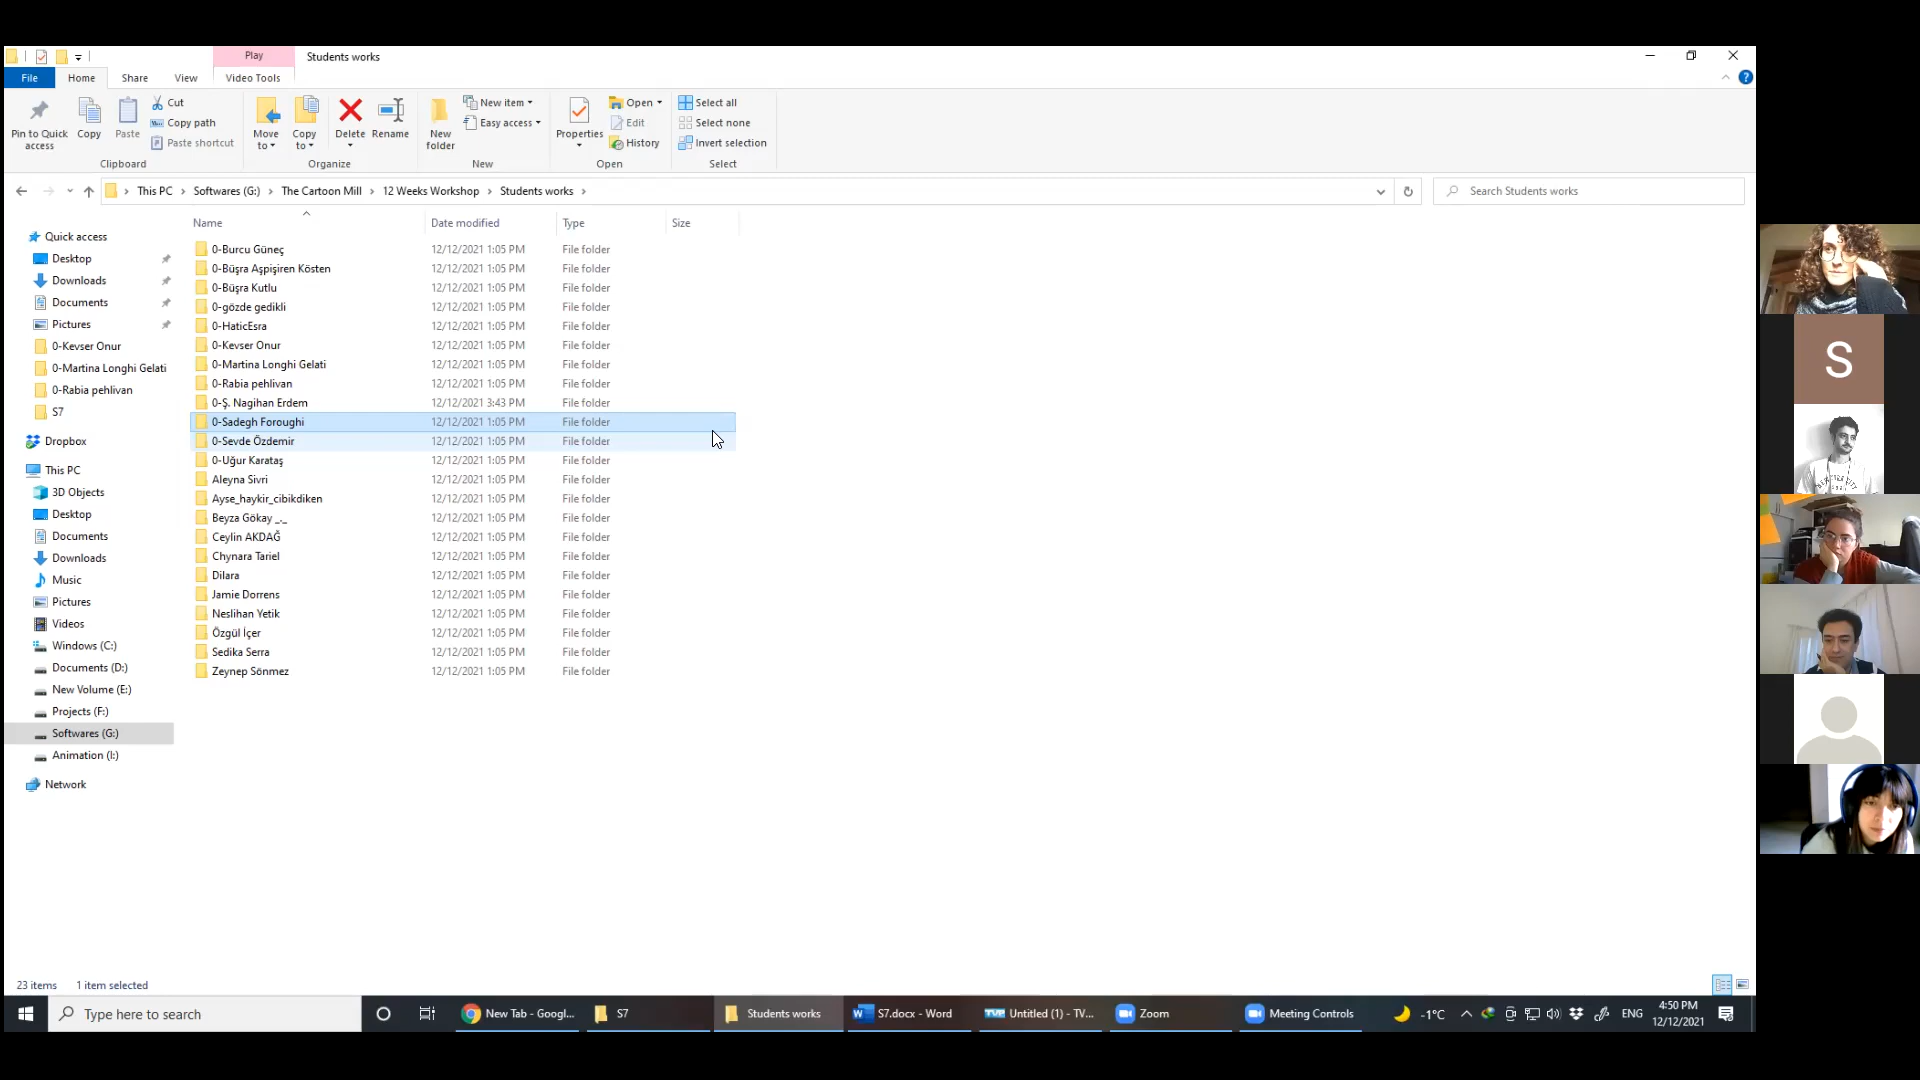 Play
Students works
File
Home
Share
View
Video Tools
Pin to Quick access
Copy
Paste
Cut
Copy path
Paste shortcut
Clipboard
Move to
Copy to
Delete
Rename
Organize
New folder
New item
Easy access
New
Properties
Open
Edit
History
Open
Select all
Select none
Invert selection
Select
This PC > Softwares (G:) > The Cartoon Mill > 12 Weeks Workshop > Students works >
Search Students works
Name Date modified Type Size
Quick access
Desktop
Downloads
Documents
Pictures
0-Kevser Onur
0-Martina Longhi Gelati
0-Rabia pehlivan
S7
Dropbox
This PC
3D Objects
Desktop
Documents
Downloads
Music
Pictures
Videos
Windows (C:)
Documents (D:)
New Volume (E:)
Projects (F:)
Softwares (G:)
Animation (I:)
Network
0-Burcu Güneç 12/12/2021 1:05 PM File folder
0-Büşra Aşpişiren Kösten 12/12/2021 1:05 PM File folder
0-Büşra Kutlu 12/12/2021 1:05 PM File folder
0-gözde gedikli 12/12/2021 1:05 PM File folder
0-HaticEsra 12/12/2021 1:05 PM File folder
0-Kevser Onur 12/12/2021 1:05 PM File folder
0-Martina Longhi Gelati 12/12/2021 1:05 PM File folder
0-Rabia pehlivan 12/12/2021 1:05 PM File folder
0-Ş. Nagihan Erdem 12/12/2021 3:43 PM File folder
0-Sadegh Foroughi 12/12/2021 1:05 PM File folder
0-Sevde Özdemir 12/12/2021 1:05 PM File folder
0-Uğur Karataş 12/12/2021 1:05 PM File folder
Aleyna Sivri 12/12/2021 1:05 PM File folder
Ayse_haykir_cibikdiken 12/12/2021 1:05 PM File folder
Beyza Gökay _-_ 12/12/2021 1:05 PM File folder
Ceylin AKDAĞ 12/12/2021 1:05 PM File folder
Chynara Tariel 12/12/2021 1:05 PM File folder
Dilara 12/12/2021 1:05 PM File folder
Jamie Dorrens 12/12/2021 1:05 PM File folder
Neslihan Yetik 12/12/2021 1:05 PM File folder
Özgül İçer 12/12/2021 1:05 PM File folder
Sedika Serra 12/12/2021 1:05 PM File folder
Zeynep Sönmez 12/12/2021 1:05 PM File folder
S
23 items 1 item selected
Type here to search
New Tab - Googl...
S7
Students works
S7.docx - Word
Untitled (1) - TV...
Zoom
Meeting Controls
-1°C
ENG
4:50 PM
12/12/2021